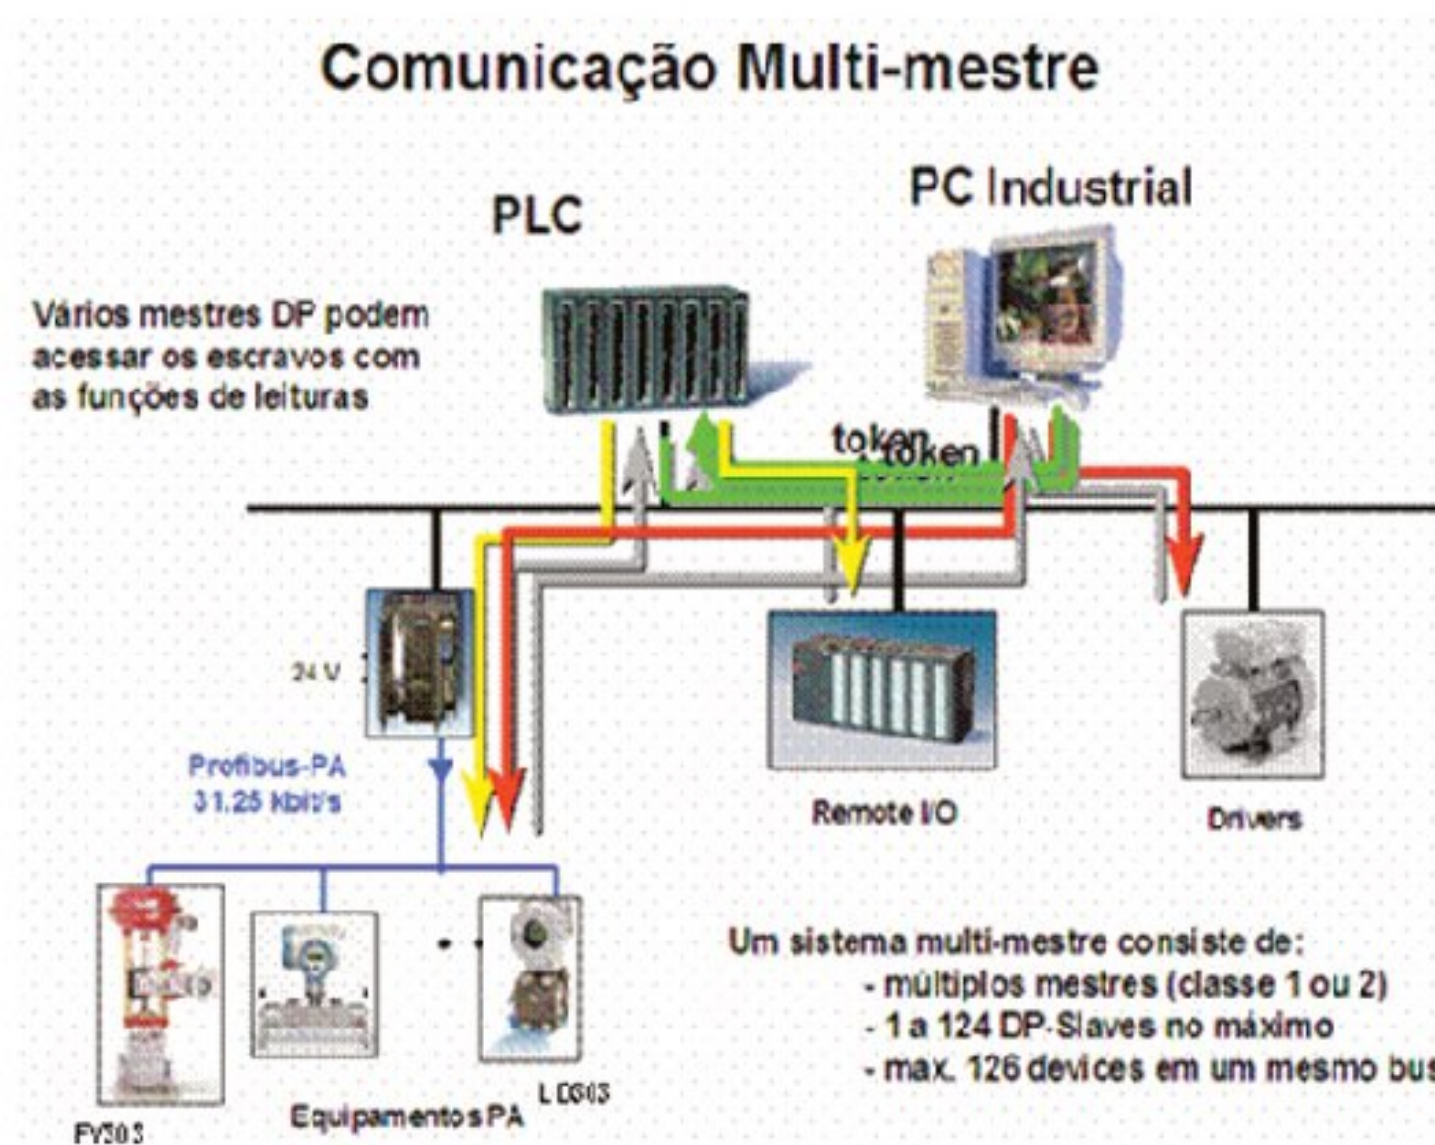 Comunicação Multi-mestre
PLC
PC Industrial
Vários mestres DP podem
acessar os escravos com
as funções de leituras
token
token
24 V
Profibus-PA
31.25 kbit/s
Remote I/O
Drivers
Um sistema multi-mestre consiste de:
- múltiplos mestres (classe 1 ou 2)
- 1 a 124 DP-Slaves no máximo
- max. 126 devices em um mesmo bus
LD303
Equipamentos PA
FY303